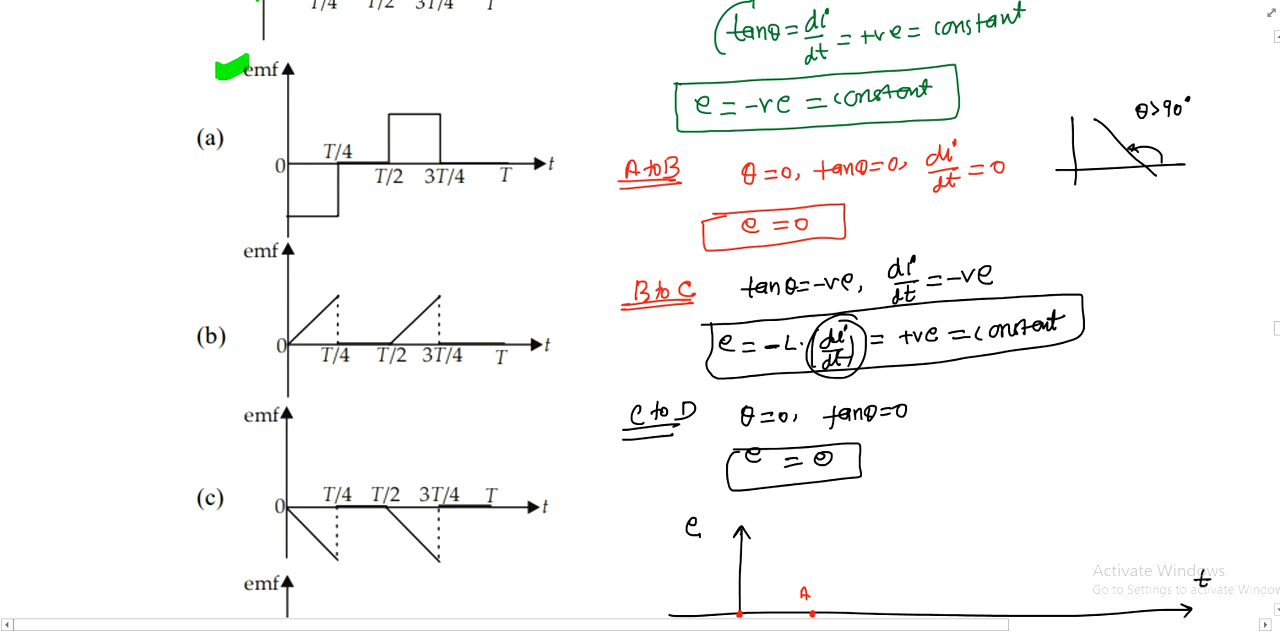 T/4 T/2 3T/4 T
emf
(a)
0
T/4
T/2 3T/4 T
t
emf
(b)
0
T/4 T/2 3T/4 T
t
emf
(c)
0
T/4 T/2 3T/4 T
t
emf
tanθ = di/dt = +ve = constant
e = -ve = constant
θ>90°
A to B θ=0, tanθ=0, di/dt = 0
e = 0
B to C tanθ=-ve, di/dt = -ve
e = -L.(di/dt) = +ve = constant
C to D θ=0, tanθ=0
e = 0
e
A
t
Activate Windows
Go to Settings to activate Window